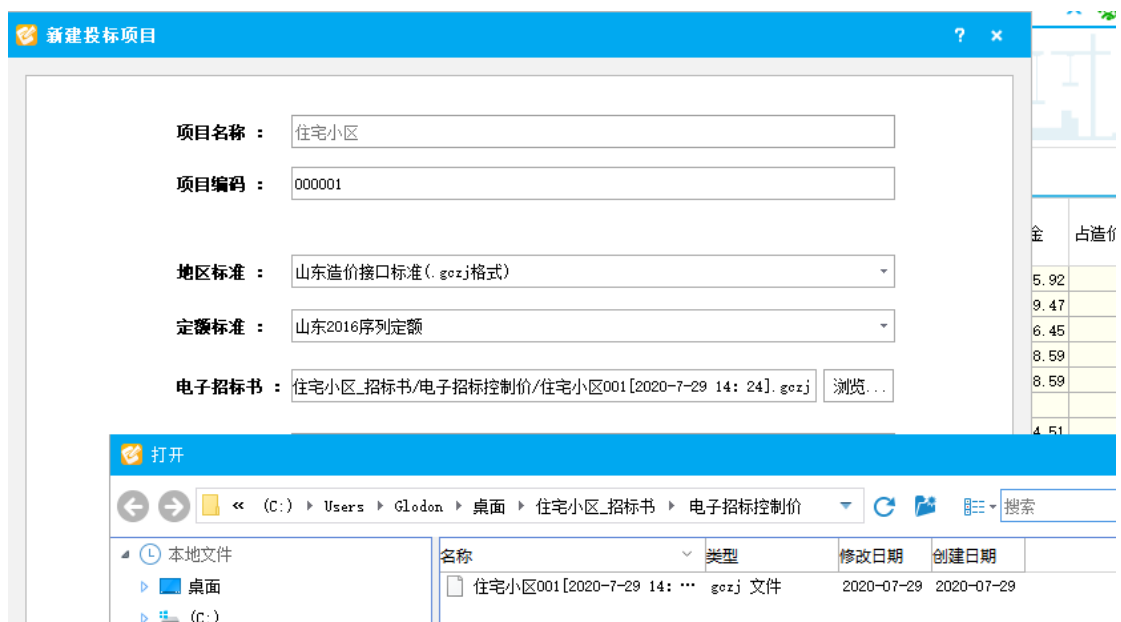 新建投标项目 ? ×
项目名称 : 住宅小区
项目编码 : 000001
金 占造价
地区标准 : 山东造价接口标准(.gczj格式)
5.92
9.47
定额标准 : 山东2016序列定额
6.45
8.59
电子招标书 : 住宅小区_招标书/电子招标控制价/住宅小区001[2020-7-29 14: 24].gczj 浏览...
8.59
4.51
打开
« (C:) Users Glodon 桌面 住宅小区_招标书 电子招标控制价 搜索
本地文件 名称 类型 修改日期 创建日期
桌面 住宅小区001[2020-7-29 14: ... gczj 文件 2020-07-29 2020-07-29
(C:)